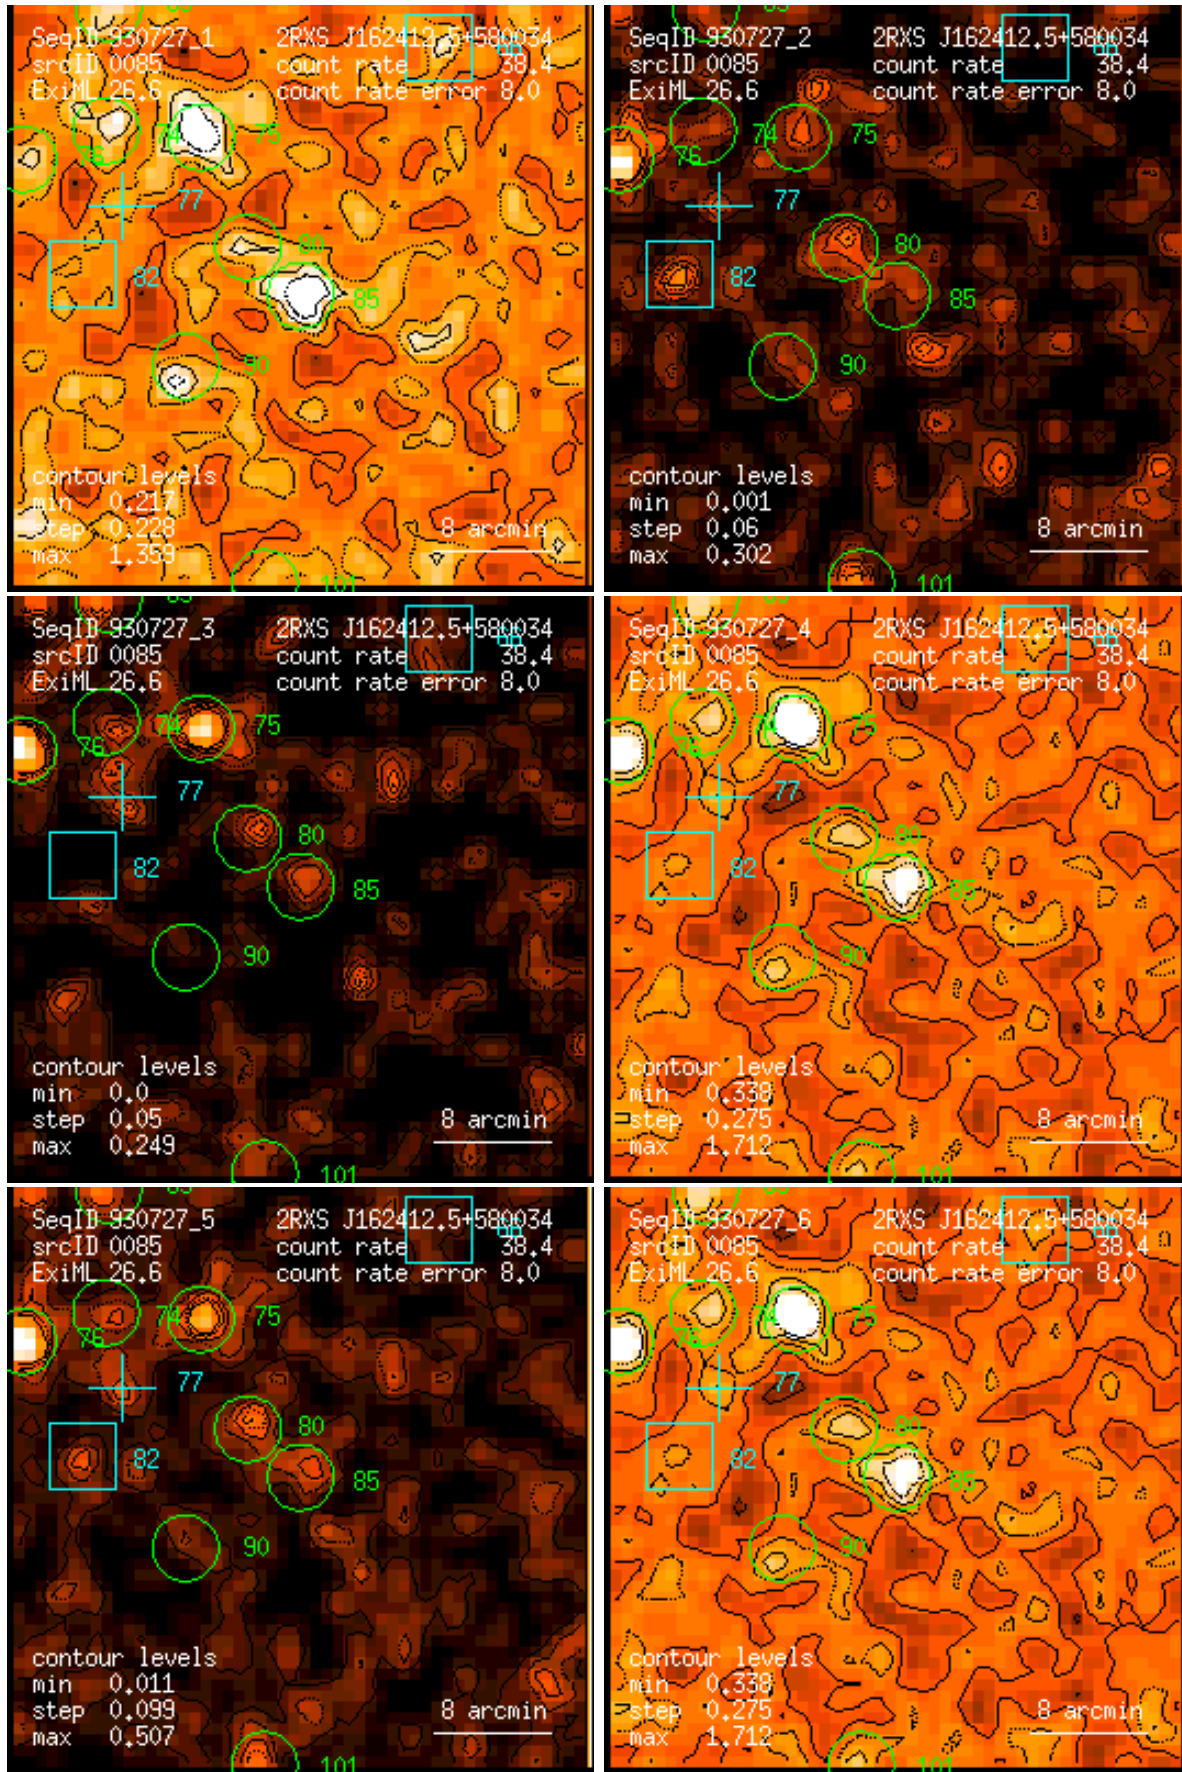 SeqID 930727_1 2RXS J162412.5+580034
srcID 0085 count rate 38.4
ExiML 26.6 count rate error 8.0
74 75
76
77
80
82
85
90
contour levels
min 0.217
step 0.228 8 arcmin
max 1.359
101
SeqID 930727_2 2RXS J162412.5+580034
srcID 0085 count rate 38.4
ExiML 26.6 count rate error 8.0
74 75
76
77
80
82
85
90
contour levels
min 0.001
step 0.06 8 arcmin
max 0.302
101
SeqID 930727_3 2RXS J162412.5+580034
srcID 0085 count rate 38.4
ExiML 26.6 count rate error 8.0
74 75
76
77
80
82
85
90
contour levels
min 0.0
step 0.05 8 arcmin
max 0.249
101
SeqID 930727_4 2RXS J162412.5+580034
srcID 0085 count rate 38.4
ExiML 26.6 count rate error 8.0
74 75
76
77
80
82
85
90
contour levels
min 0.338
step 0.275 8 arcmin
max 1.712
101
SeqID 930727_5 2RXS J162412.5+580034
srcID 0085 count rate 38.4
ExiML 26.6 count rate error 8.0
74 75
76
77
80
82
85
90
contour levels
min 0.011
step 0.099 8 arcmin
max 0.507
101
SeqID 930727_6 2RXS J162412.5+580034
srcID 0085 count rate 38.4
ExiML 26.6 count rate error 8.0
74 75
76
77
80
82
85
90
contour levels
min 0.338
step 0.275 8 arcmin
max 1.712
101